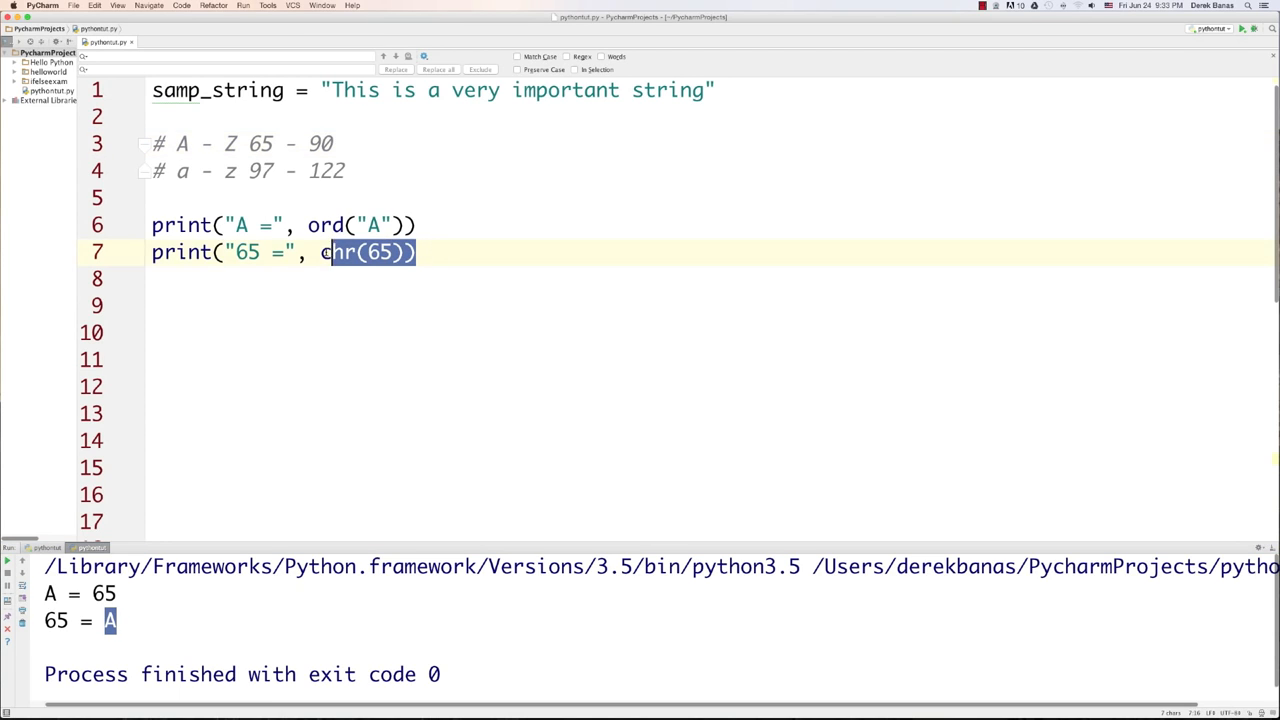 PyCharm File Edit View Navigate Code Refactor Run Tools VCS Window Help Fri Jun 24 9:33 PM Derek Banas
pythontut.py - PycharmProjects - [~/PycharmProjects]
PycharmProjects pythontut.py pythontut
pythontut.py ×
PycharmProject
Hello Python
helloworld
ifelseexam
pythontut.py
External Librarie
Match Case Regex Words
Replace Replace all Exclude Preserve Case In Selection
1 samp_string = "This is a very important string"
2
3 # A - Z 65 - 90
4 # a - z 97 - 122
5
6 print("A =", ord("A"))
7 print("65 =", chr(65))
8
9
10
11
12
13
14
15
16
17
Run: pythontut pythontut
/Library/Frameworks/Python.framework/Versions/3.5/bin/python3.5 /Users/derekbanas/PycharmProjects/pytho
A = 65
65 = A
Process finished with exit code 0
7 chars 7:16 LF÷ UTF-8÷